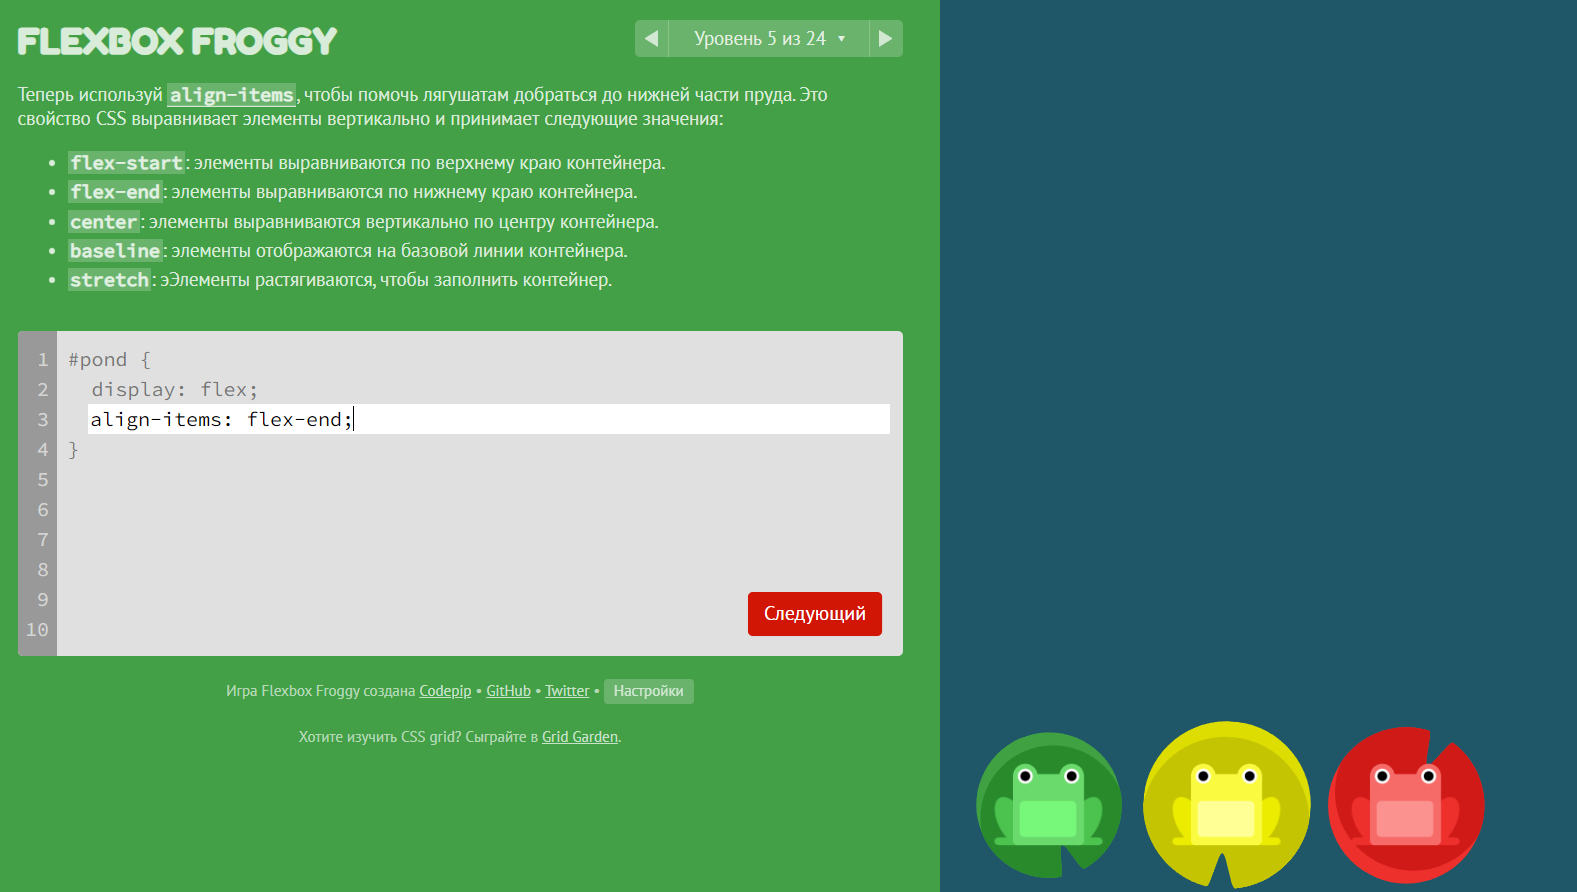 FLEXBOX FROGGY
Уровень 5 из 24
Теперь используй align-items, чтобы помочь лягушатам добраться до нижней части пруда. Это
свойство CSS выравнивает элементы вертикально и принимает следующие значения:
• flex-start: элементы выравниваются по верхнему краю контейнера.
• flex-end: элементы выравниваются по нижнему краю контейнера.
• center: элементы выравниваются вертикально по центру контейнера.
• baseline: элементы отображаются на базовой линии контейнера.
• stretch: эЭлементы растягиваются, чтобы заполнить контейнер.
1 #pond {
2 display: flex;
3 align-items: flex-end;
4 }
5
6
7
8
9
10
Следующий
Игра Flexbox Froggy создана Codepip • GitHub • Twitter • Настройки
Хотите изучить CSS grid? Сыграйте в Grid Garden.